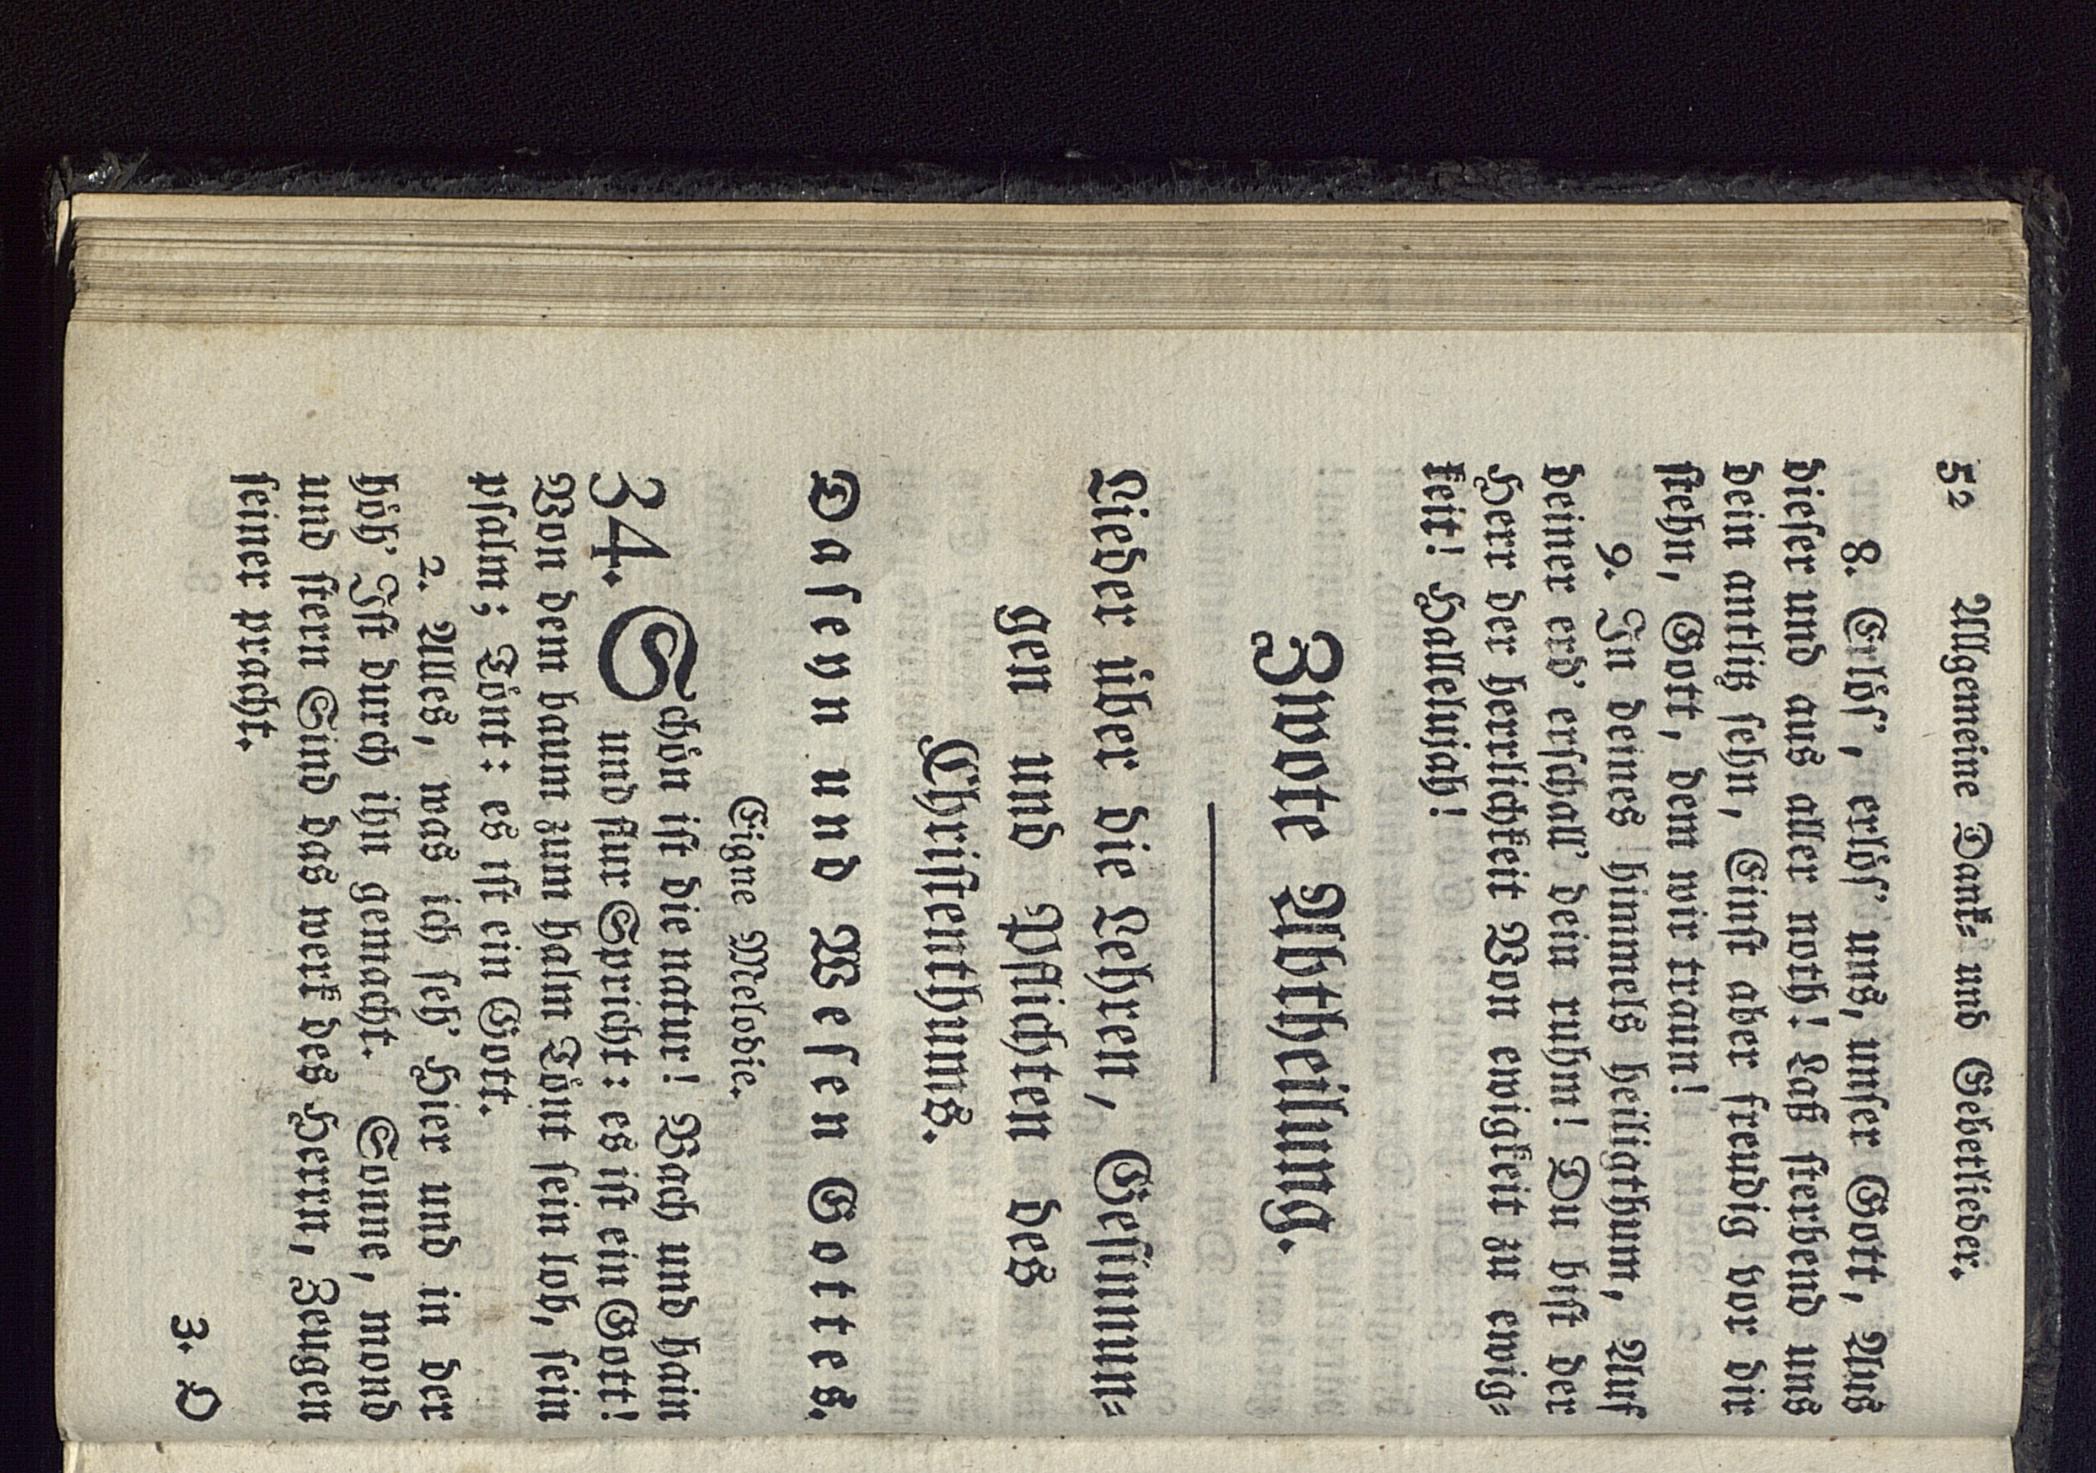 52 Allgemeine Dank- und Gebetlieder.
8. Erlös', erlös' uns, unser Gott, Aus
dieser und aus aller noth! Laß sterbend uns
dein antlitz sehn, Einst aber freudig vor dir
stehn, Gott, dem wir traun!
9. In deines himmels heiligthum, Auf
deiner erd' erschall' dein ruhm! Du bist der
Herr der herrlichkeit Von ewigkeit zu ewig-
keit! Hallelujah!
Zwote Abtheilung.
Lieder über die Lehren, Gesinnun-
gen und Pflichten des
Christenthums.
Daseyn und Wesen Gottes.
Eigne Melodie.
34. Schön ist die natur! Bach und hain
und flur Spricht: es ist ein Gott!
Von dem baum zum halm Tönt sein lob, sein
psalm; Tönt: es ist ein Gott.
2. Alles, was ich seh' Hier und in der
höh' Ist durch ihn gemacht. Sonne, mond
und stern Sind das werk des Herrn, Zeugen
seiner pracht.
3. O